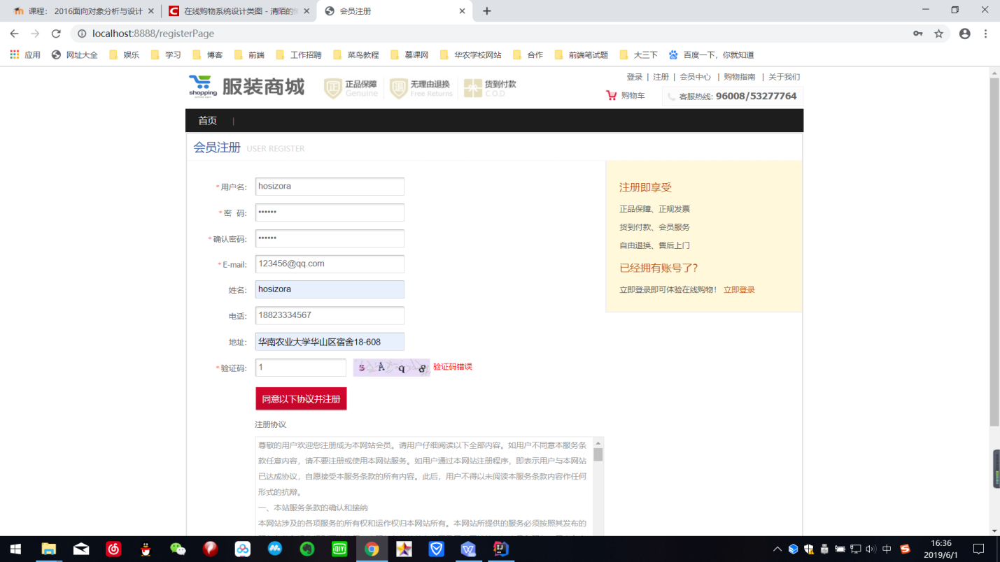 课程： 2016面向对象分析与设计
在线购物系统设计类图 - 清陌的
会员注册
localhost:8888/registerPage
应用
网址大全
娱乐
学习
博客
前端
工作招聘
菜鸟教程
慕课网
华农学校网站
合作
前端笔试题
大三下
百度一下，你就知道
shopping
服装商城
正品保障
Genuine
无理由退换
Free Returns
货到付款
C.O.D
登录 | 注册 | 会员中心 | 购物指南 | 关于我们
购物车
客服热线: 96008/53277764
首页 |
会员注册 USER REGISTER
*用户名: hosizora
*密 码: ••••••
*确认密码: ••••••
*E-mail: 123456@qq.com
姓名: hosizora
电话: 18823334567
地址: 华南农业大学华山区宿舍18-608
*验证码: 1
s A q 8
验证码错误
同意以下协议并注册
注册协议
尊敬的用户欢迎您注册成为本网站会员。请用户仔细阅读以下全部内容。如用户不同意本服务条
款任意内容，请不要注册或使用本网站服务。如用户通过本网站注册程序，即表示用户与本网站
已达成协议，自愿接受本服务条款的所有内容。此后，用户不得以未阅读本服务条款内容作任何
形式的抗辩。
一、本站服务条款的确认和接纳
本网站涉及的各项服务的所有权和运作权归本网站所有。本网站所提供的服务必须按照其发布的
注册即享受
正品保障、正规发票
货到付款、会员服务
自由退换、售后上门
已经拥有账号了？
立即登录即可体验在线购物！ 立即登录
DIY
中
16:36
2019/6/1